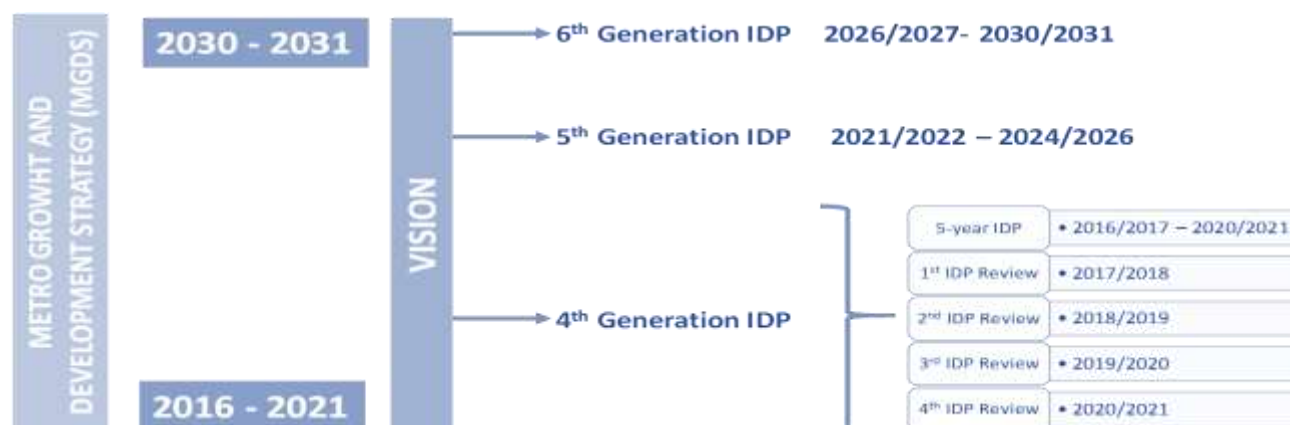 METRO GROWHT AND
DEVELOPMENT STRATEGY (MGDS)
2030 - 2031
2016 - 2021
VISION
6th Generation IDP 2026/2027- 2030/2031
5th Generation IDP 2021/2022 – 2024/2026
4th Generation IDP
5-year IDP • 2016/2017 – 2020/2021
1st IDP Review • 2017/2018
2nd IDP Review • 2018/2019
3rd IDP Review • 2019/2020
4th IDP Review • 2020/2021